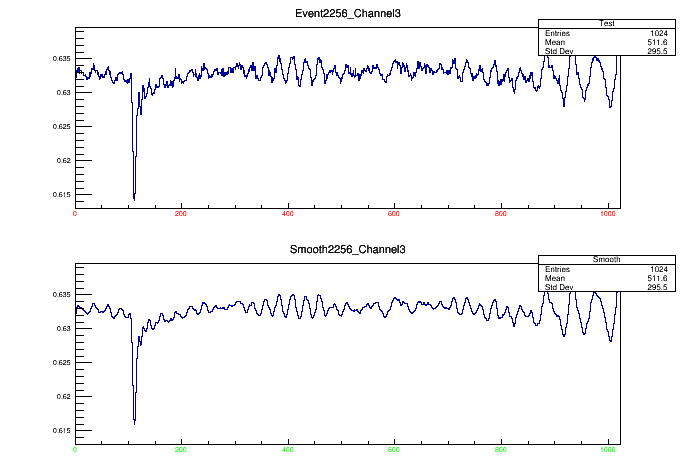 Event2256_Channel3
Test
Entries 1024
Mean 511.6
Std Dev 295.5
0.635
0.63
0.625
0.62
0.615
0 200 400 600 800 1000
Smooth2256_Channel3
Smooth
Entries 1024
Mean 511.6
Std Dev 295.5
0.635
0.63
0.625
0.62
0.615
0 200 400 600 800 1000